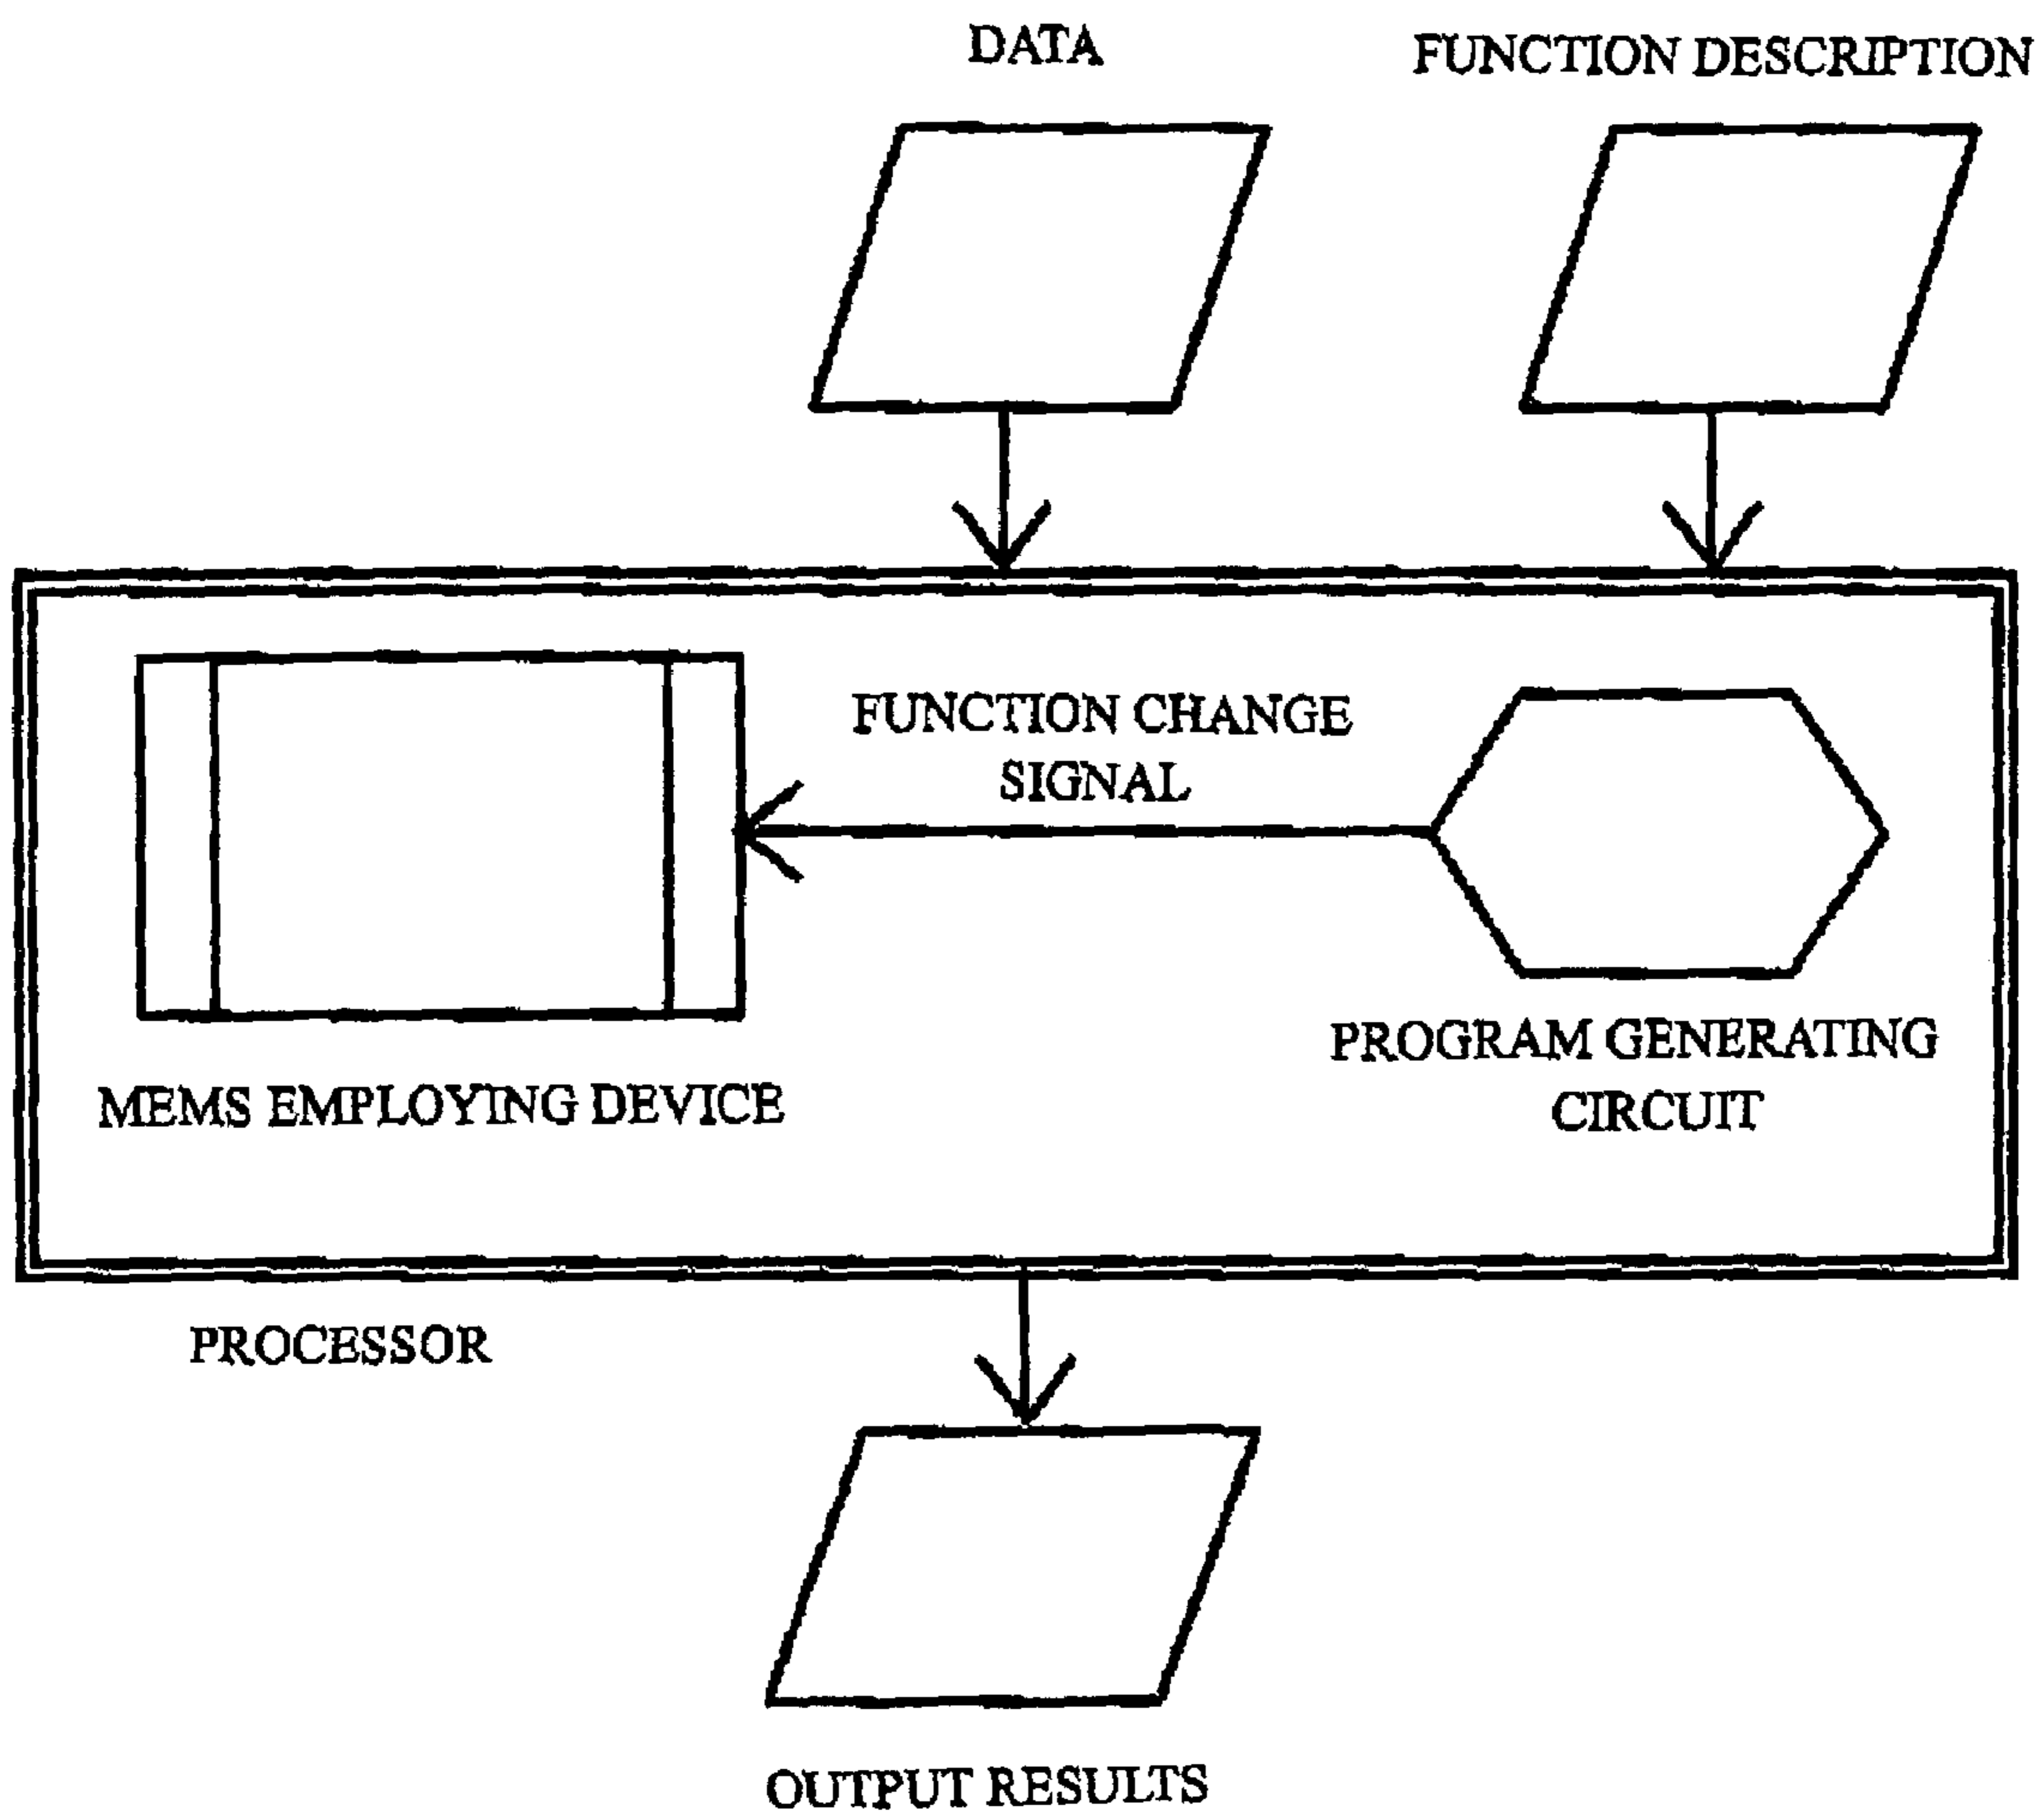 DATA
FUNCTION DESCRIPTION
FUNCTION CHANGE
SIGNAL
PROGRAM GENERATING
CIRCUIT
MEMS EMPLOYING DEVICE
PROCESSOR
OUTPUT RESULTS